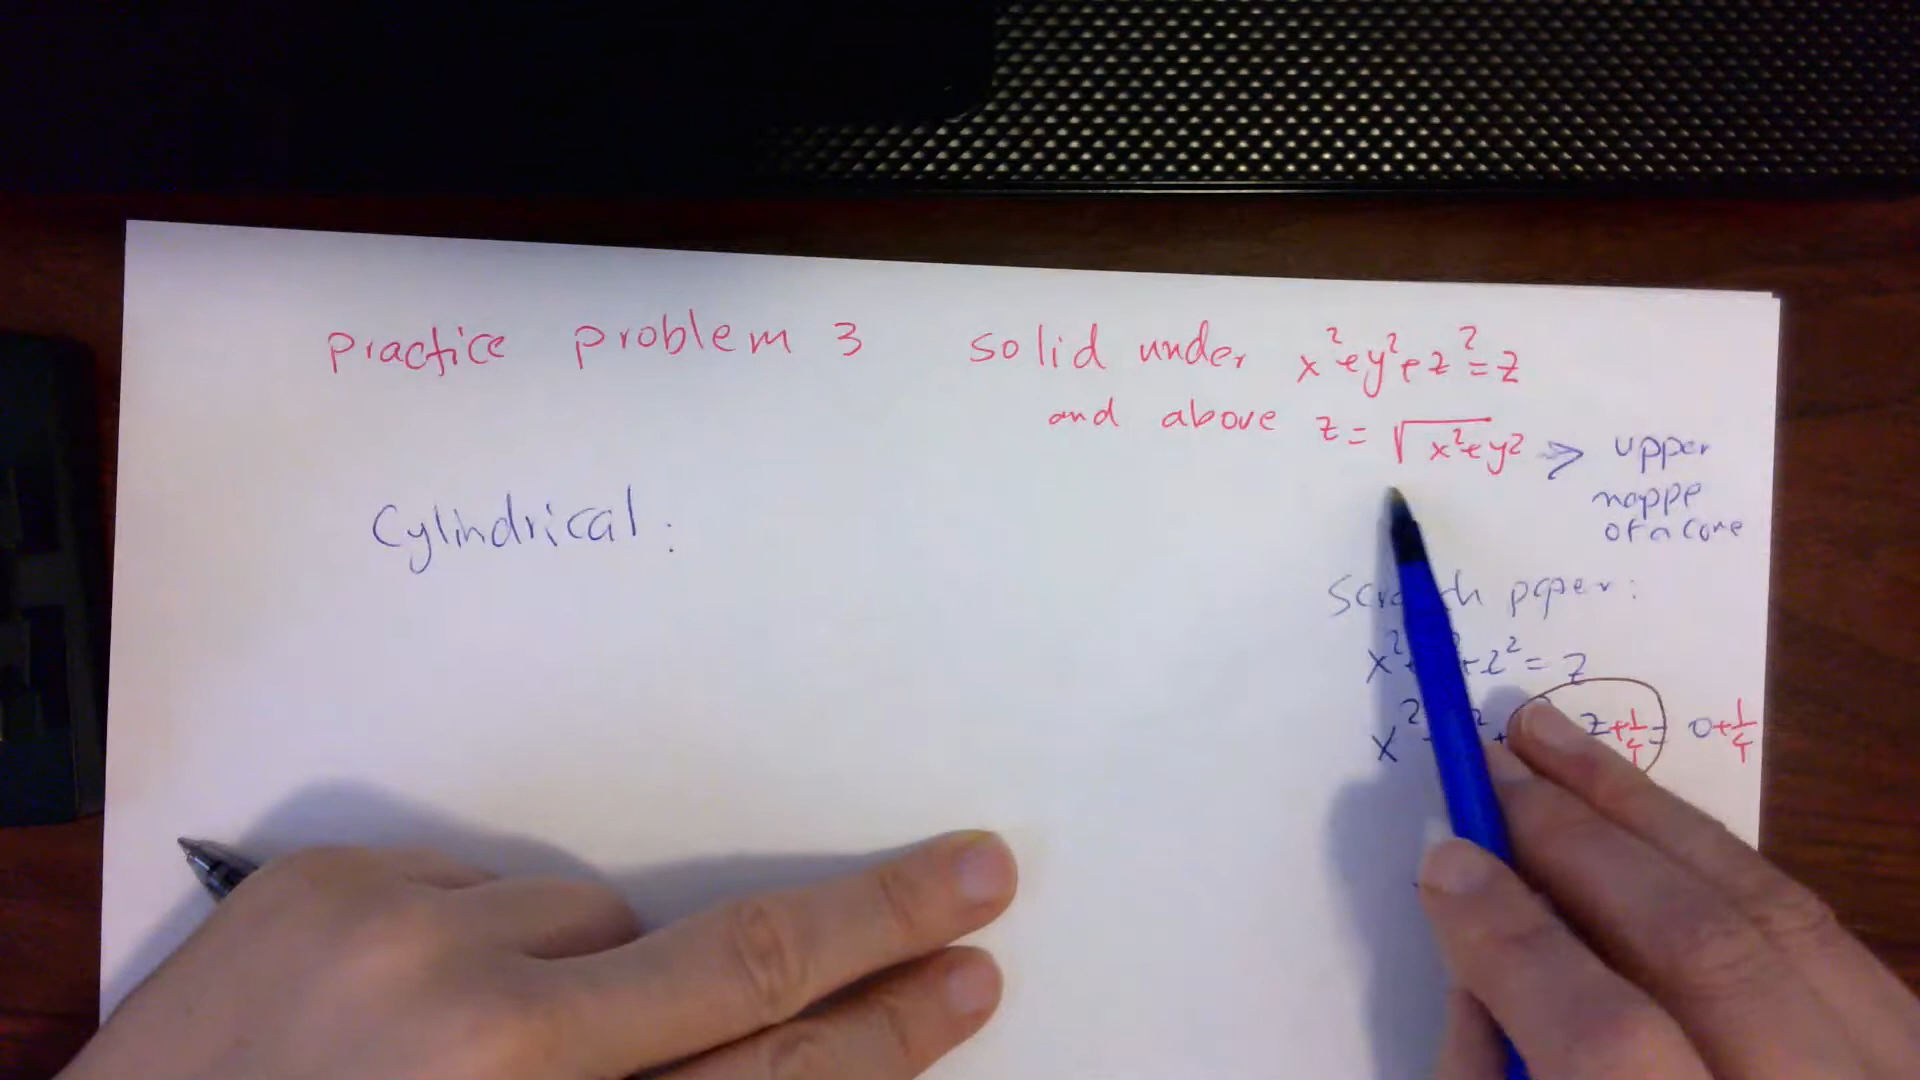 Practice problem 3 solid under x²+y²+z²=z
and above z = √x²+y² > upper
nappe
of a cone
Cylindrical:
Scratch paper:
x² +z² = z
x² ² + z+1/4 = 0+1/4